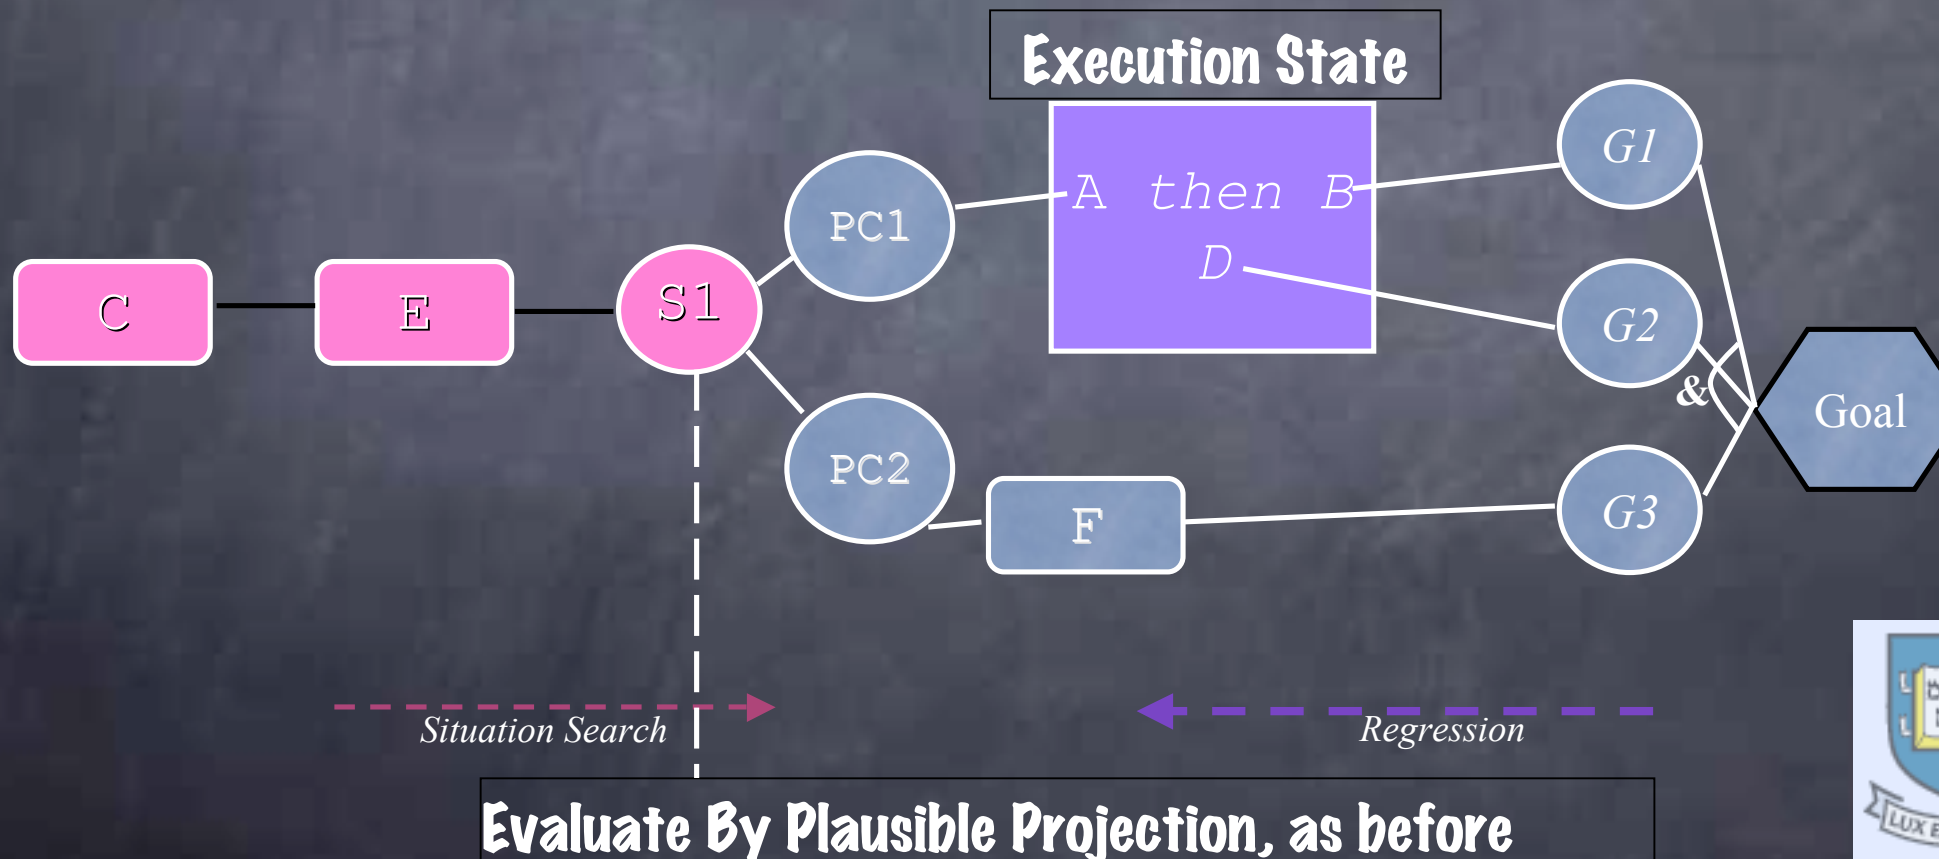 Execution State
G1
A then B
PC1
D
C
E
S1
G2
&
Goal
PC2
F
G3
Situation Search
Regression
Evaluate By Plausible Projection, as before
LUX E